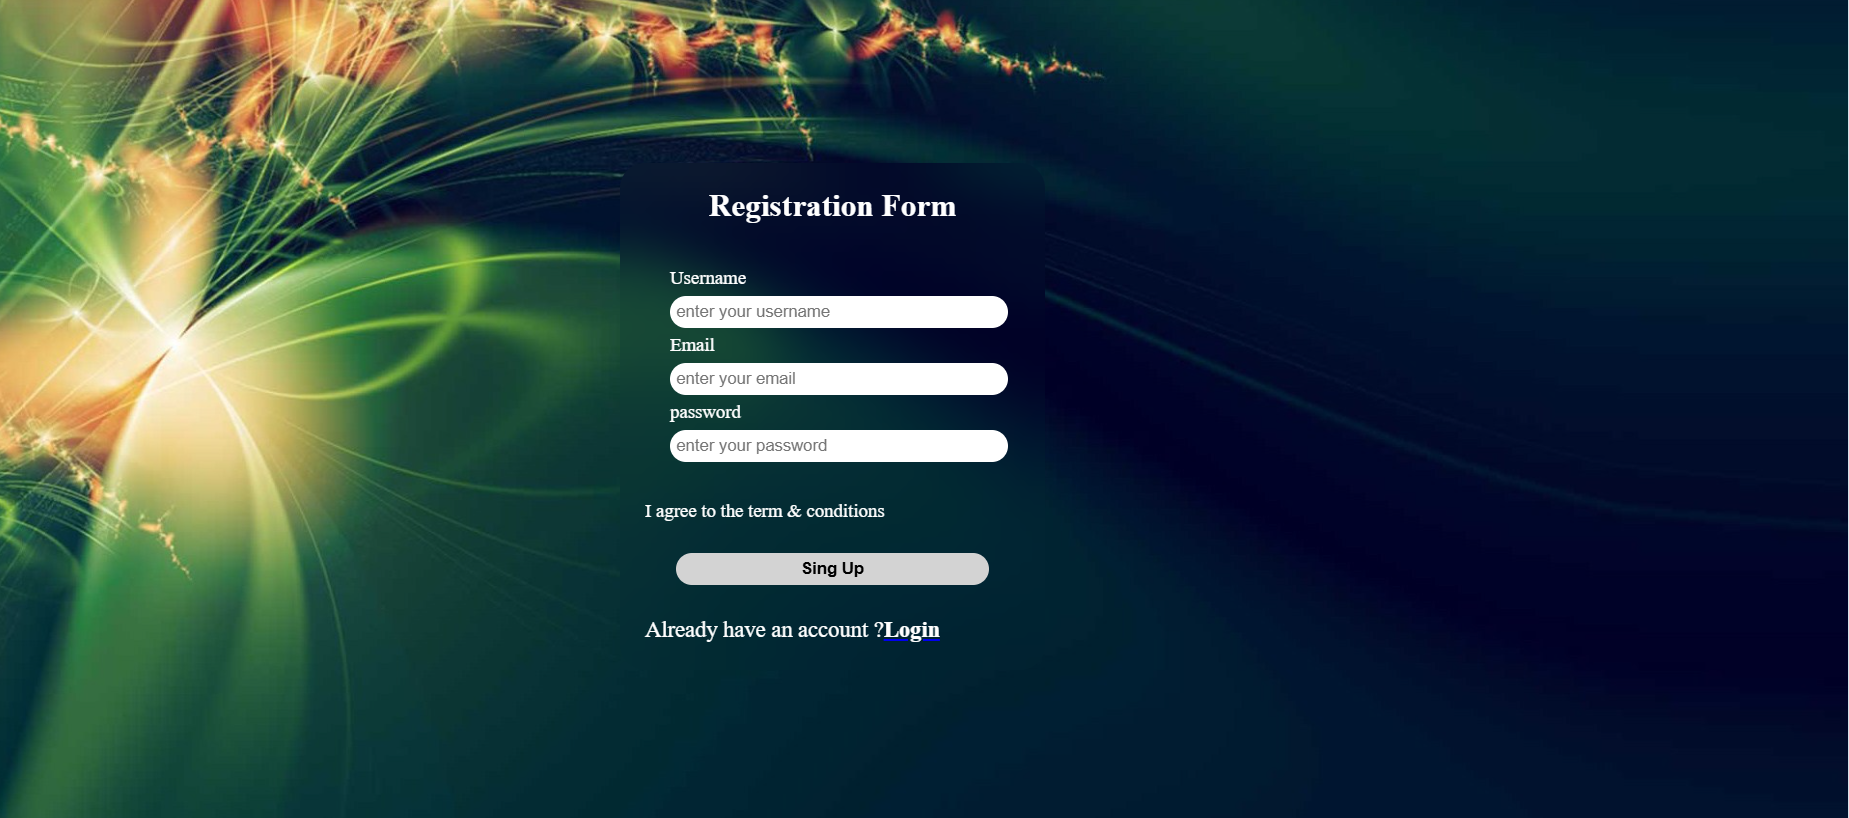 Registration Form
Username
enter your username
Email
enter your email
password
enter your password
I agree to the term & conditions
Sing Up
Already have an account ?Login